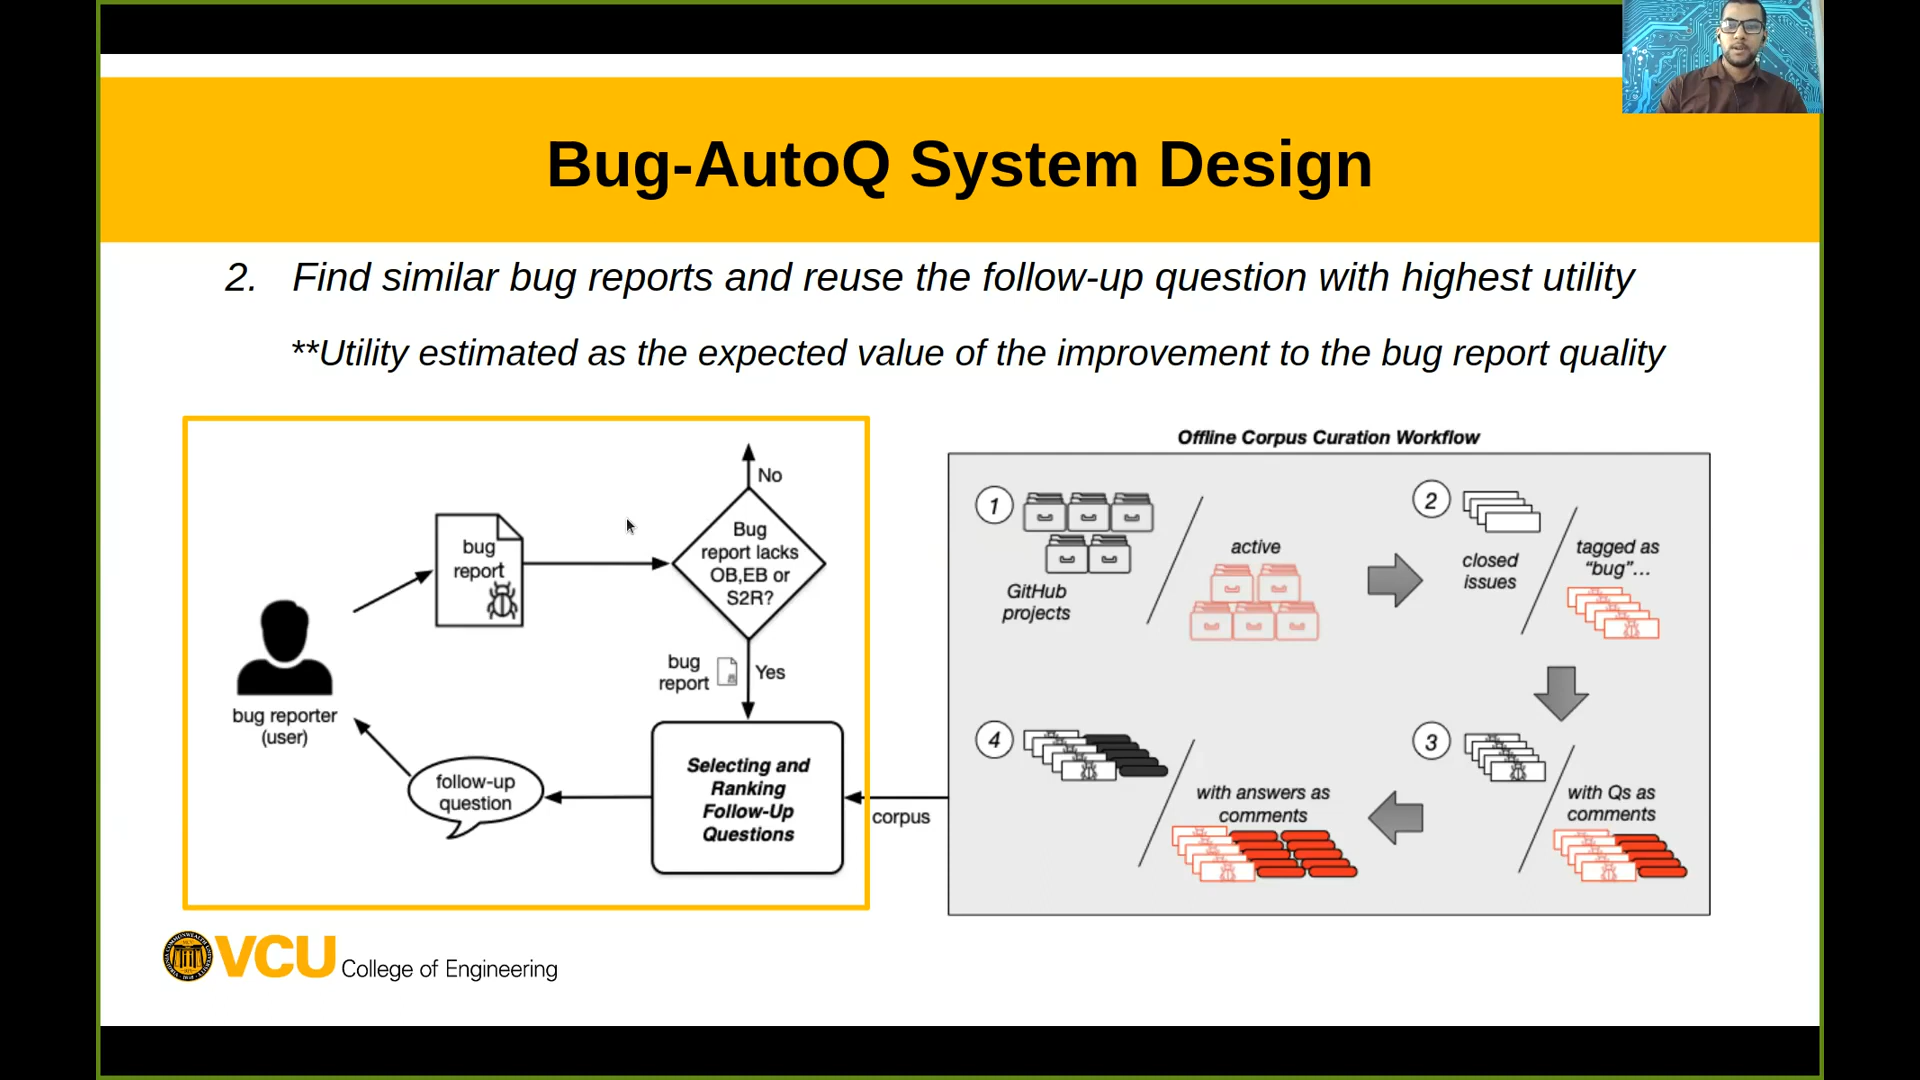 Bug-AutoQ System Design
2. Find similar bug reports and reuse the follow-up question with highest utility
**Utility estimated as the expected value of the improvement to the bug report quality
No
bug
report
Bug
report lacks
OB,EB or
S2R?
bug
report
Yes
bug reporter
(user)
follow-up
question
Selecting and
Ranking
Follow-Up
Questions
corpus
Offline Corpus Curation Workflow
1
GitHub
projects
active
2
closed
issues
tagged as
“bug”...
4
with answers as
comments
3
with Qs as
comments
VCU College of Engineering